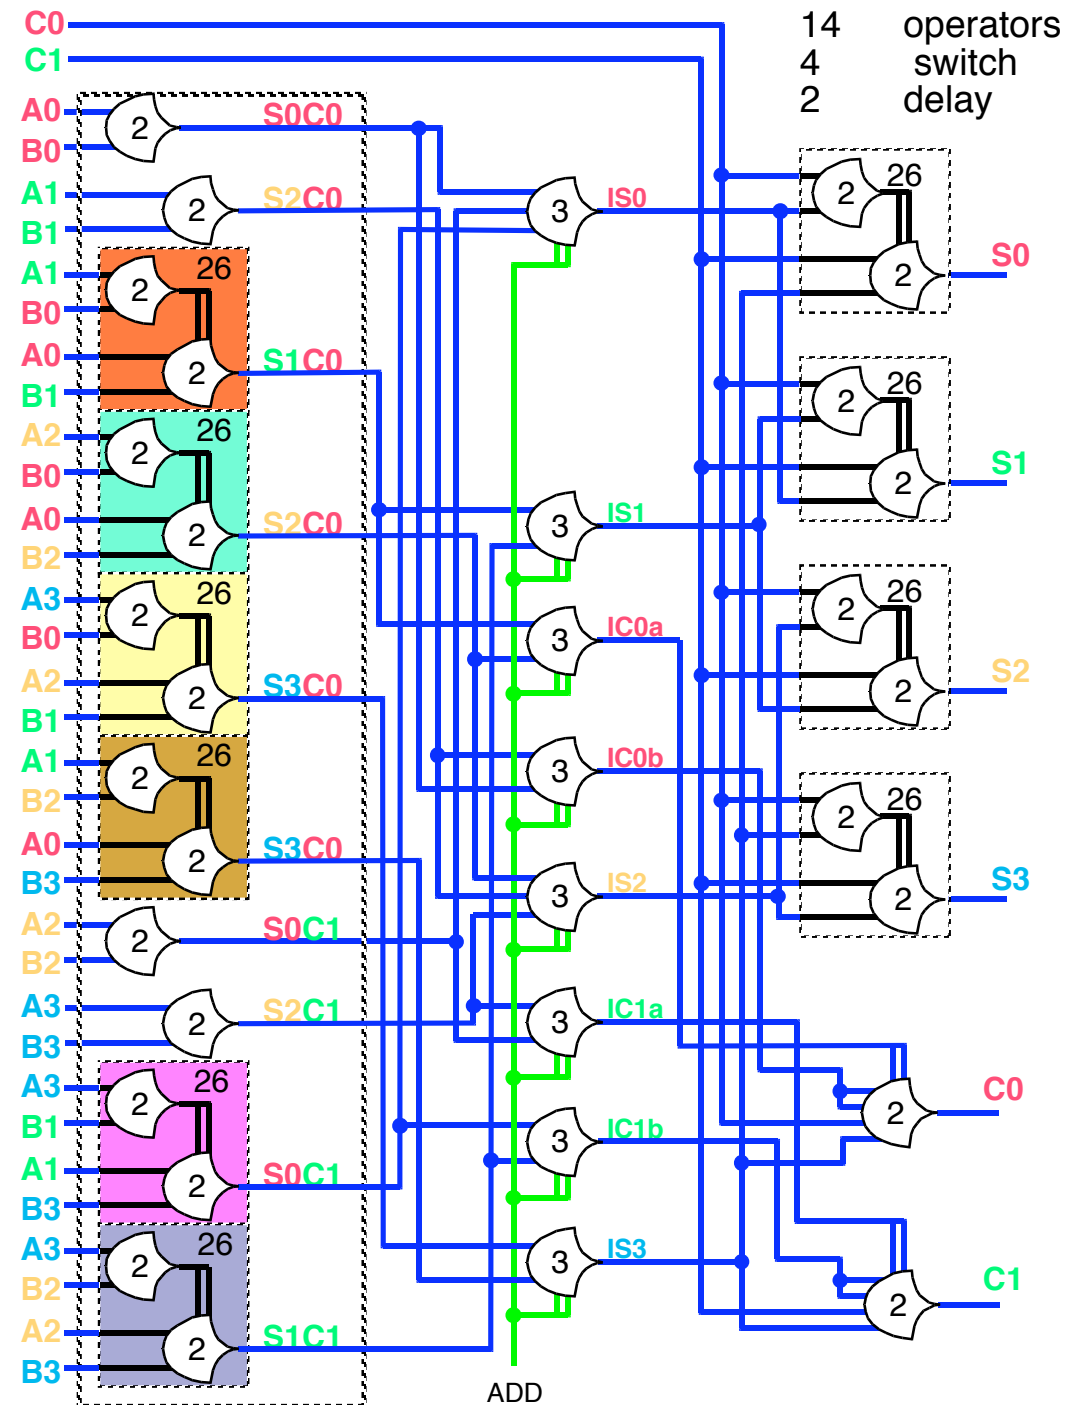 C0
14 operators
C1
4 switch
2 delay
A0
2
S0C0
B0
A1
2
S2C0
B1
3
IS0
2
26
S0
2
A1
2
26
B0
A0
2
S1C0
B1
2
26
S1
2
A2
2
26
B0
A0
2
S2C0
B2
3
IS1
A3
2
26
B0
A2
2
S3C0
B1
3
IC0a
2
26
S2
2
A1
2
26
B2
A0
2
S3C0
B3
3
IC0b
2
26
S3
2
A2
2
S0C1
B2
3
IS2
A3
2
S2C1
B3
3
IC1a
A3
2
26
B1
A1
2
S0C1
B3
3
IC1b
2
C0
A3
2
26
B2
A2
2
S1C1
B3
3
IS3
2
C1
ADD